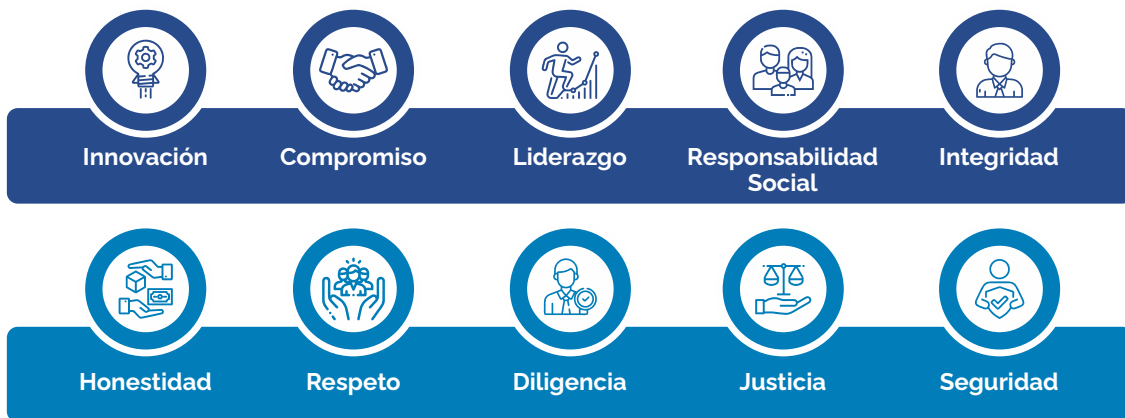 Innovación
Compromiso
Liderazgo
Responsabilidad
Social
Integridad
Honestidad
Respeto
Diligencia
Justicia
Seguridad